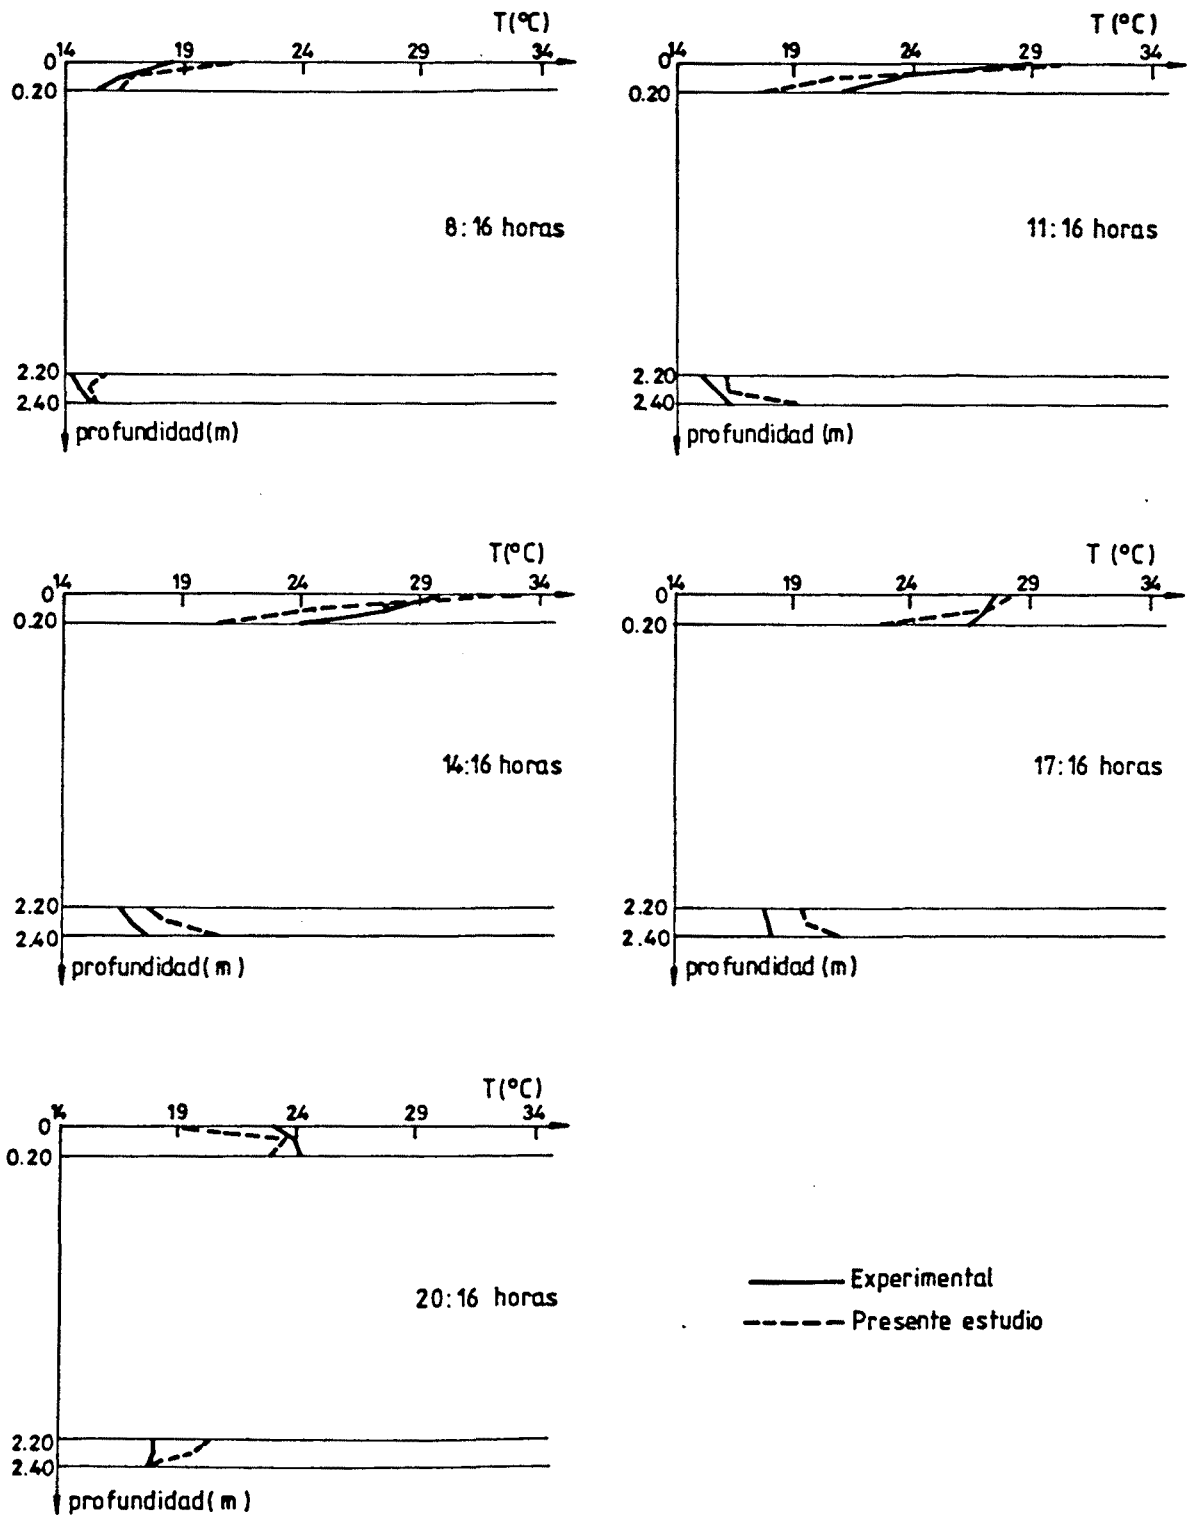 T(°C)
14 19 24 29 34
0
0.20
8:16 horas
2.20
2.40
profundidad(m)
T (°C)
14 19 24 29 34
0
0.20
11:16 horas
2.20
2.40
profundidad (m)
T(°C)
14 19 24 29 34
0
0.20
14:16 horas
2.20
2.40
profundidad(m)
T (°C)
14 19 24 29 34
0
0.20
17:16 horas
2.20
2.40
profundidad (m)
T(°C)
14 19 24 29 34
0
0.20
20:16 horas
2.20
2.40
profundidad(m)
Experimental
Presente estudio